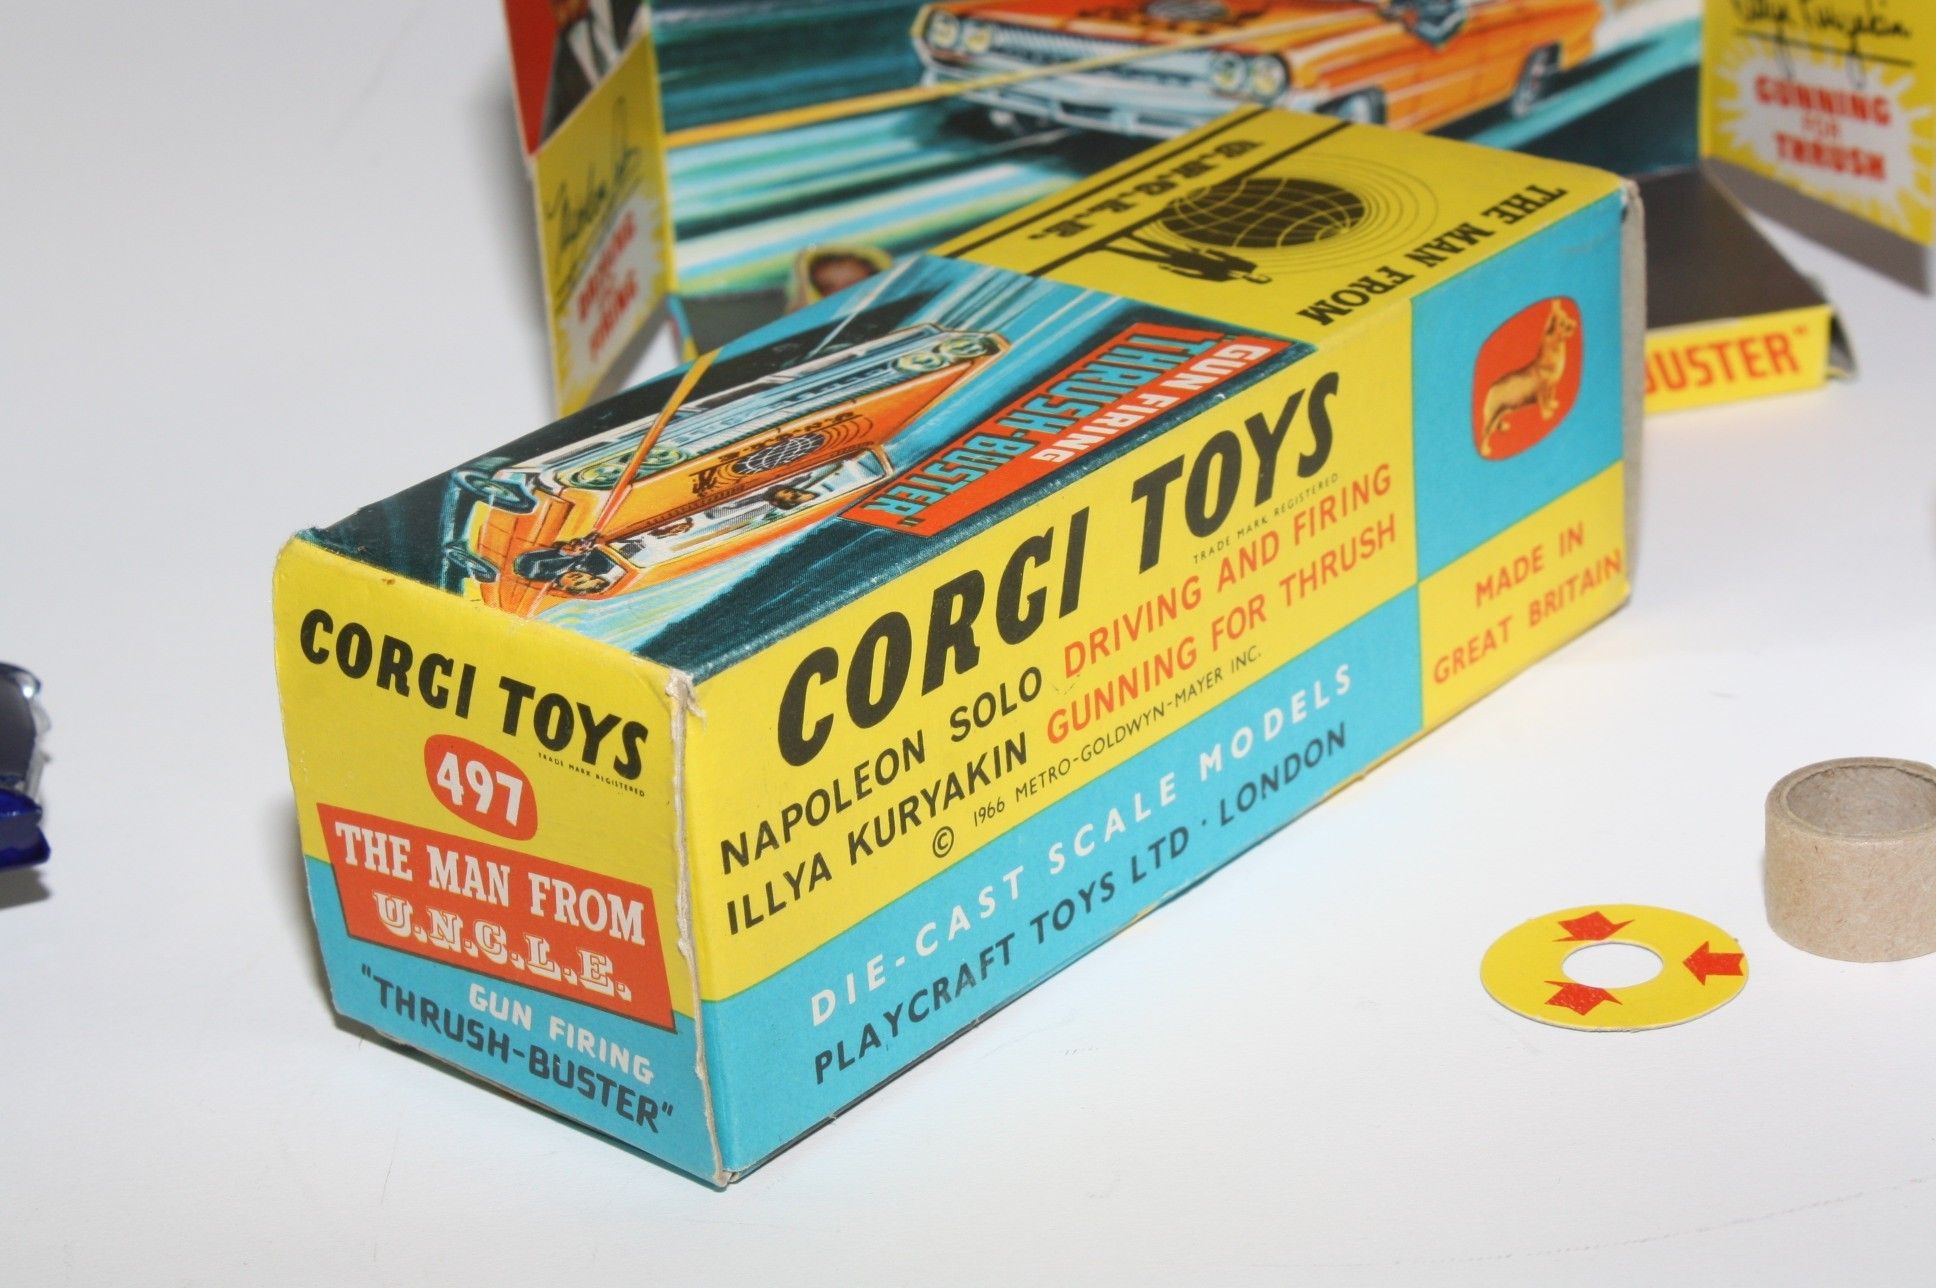 CORGI TOYS
TRADE MARK REGISTERED
497
THE MAN FROM
U.N.C.L.E.
GUN FIRING
"THRUSH-BUSTER"
CORGI TOYS
TRADE MARK REGISTERED
NAPOLEON SOLO DRIVING AND FIRING
ILLYA KURYAKIN GUNNING FOR THRUSH
© 1966 METRO-GOLDWYN-MAYER INC.
DIE-CAST SCALE MODELS
PLAYCRAFT TOYS LTD · LONDON
MADE IN
GREAT BRITAIN
THE MAN FROM
U.N.C.L.E.
GUN FIRING
"THRUSH-BUSTER"
GUNNING
FOR
THRUSH
BUSTER"